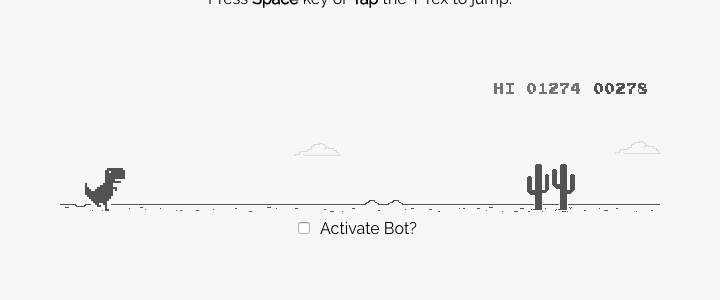 Press Space key or Tap the T-rex to jump.
HI 01274 00278
Activate Bot?